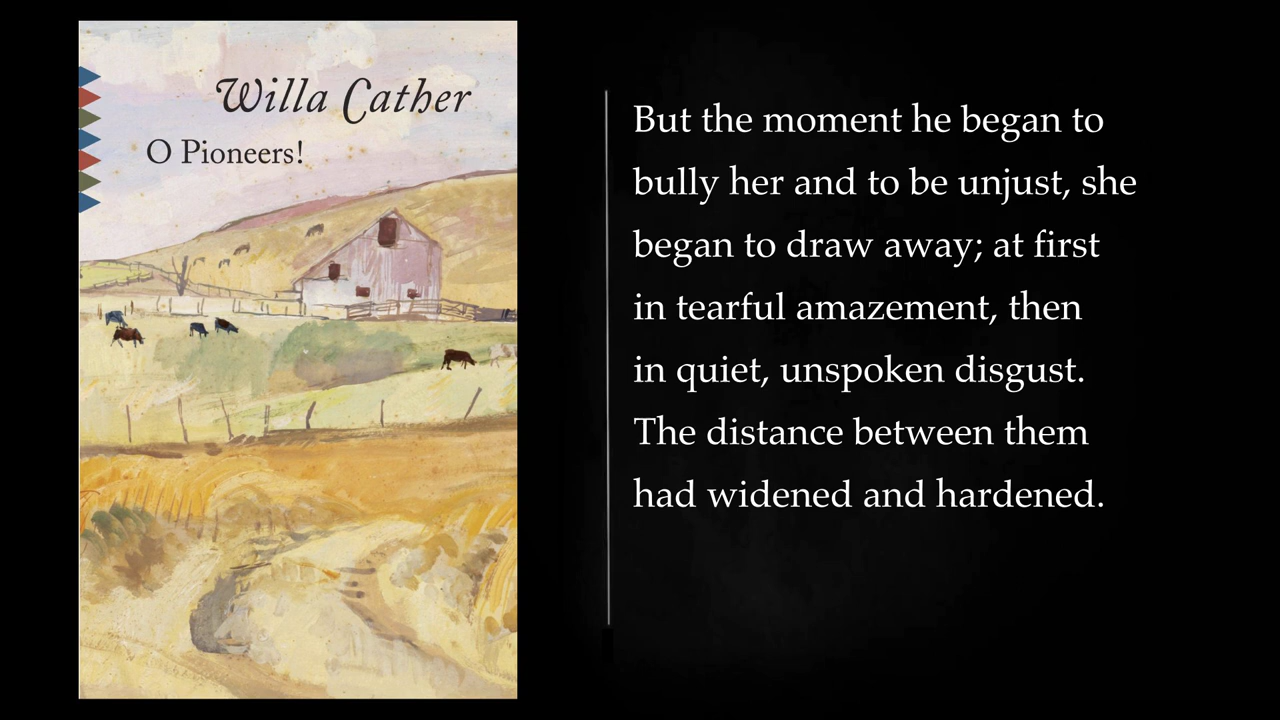 Willa Cather
O Pioneers!
But the moment he began to
bully her and to be unjust, she
began to draw away; at first
in tearful amazement, then
in quiet, unspoken disgust.
The distance between them
had widened and hardened.